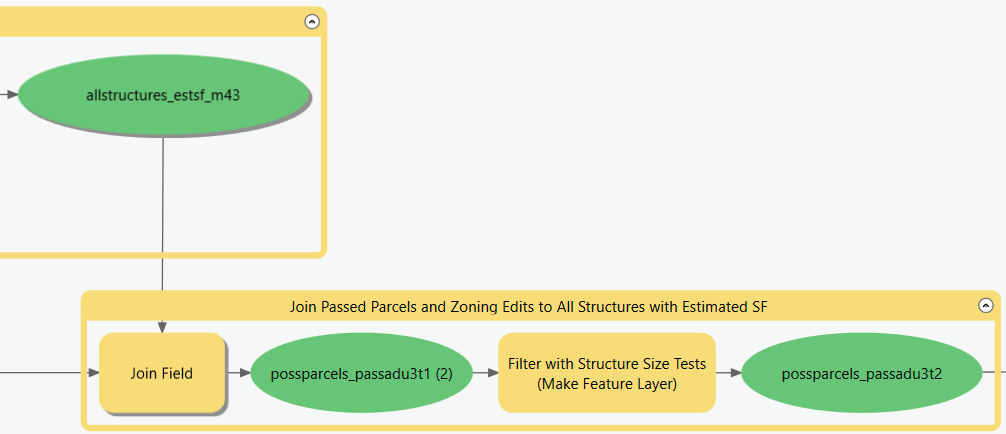 allstructures_estsf_m43
Join Passed Parcels and Zoning Edits to All Structures with Estimated SF
Join Field
possparcels_passadu3t1 (2)
Filter with Structure Size Tests
(Make Feature Layer)
possparcels_passadu3t2